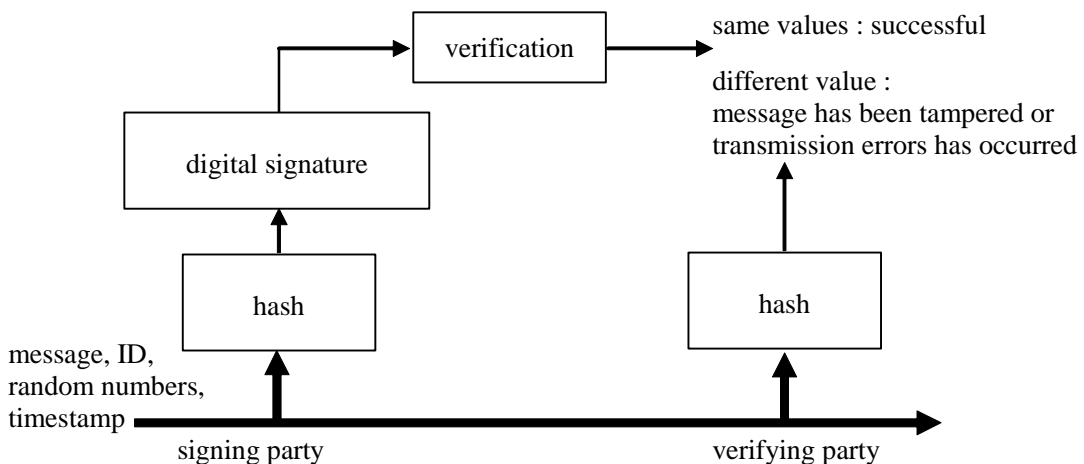 verification
same values : successful
different value :
message has been tampered or
transmission errors has occurred
digital signature
hash
hash
message, ID,
random numbers,
timestamp
signing party
verifying party